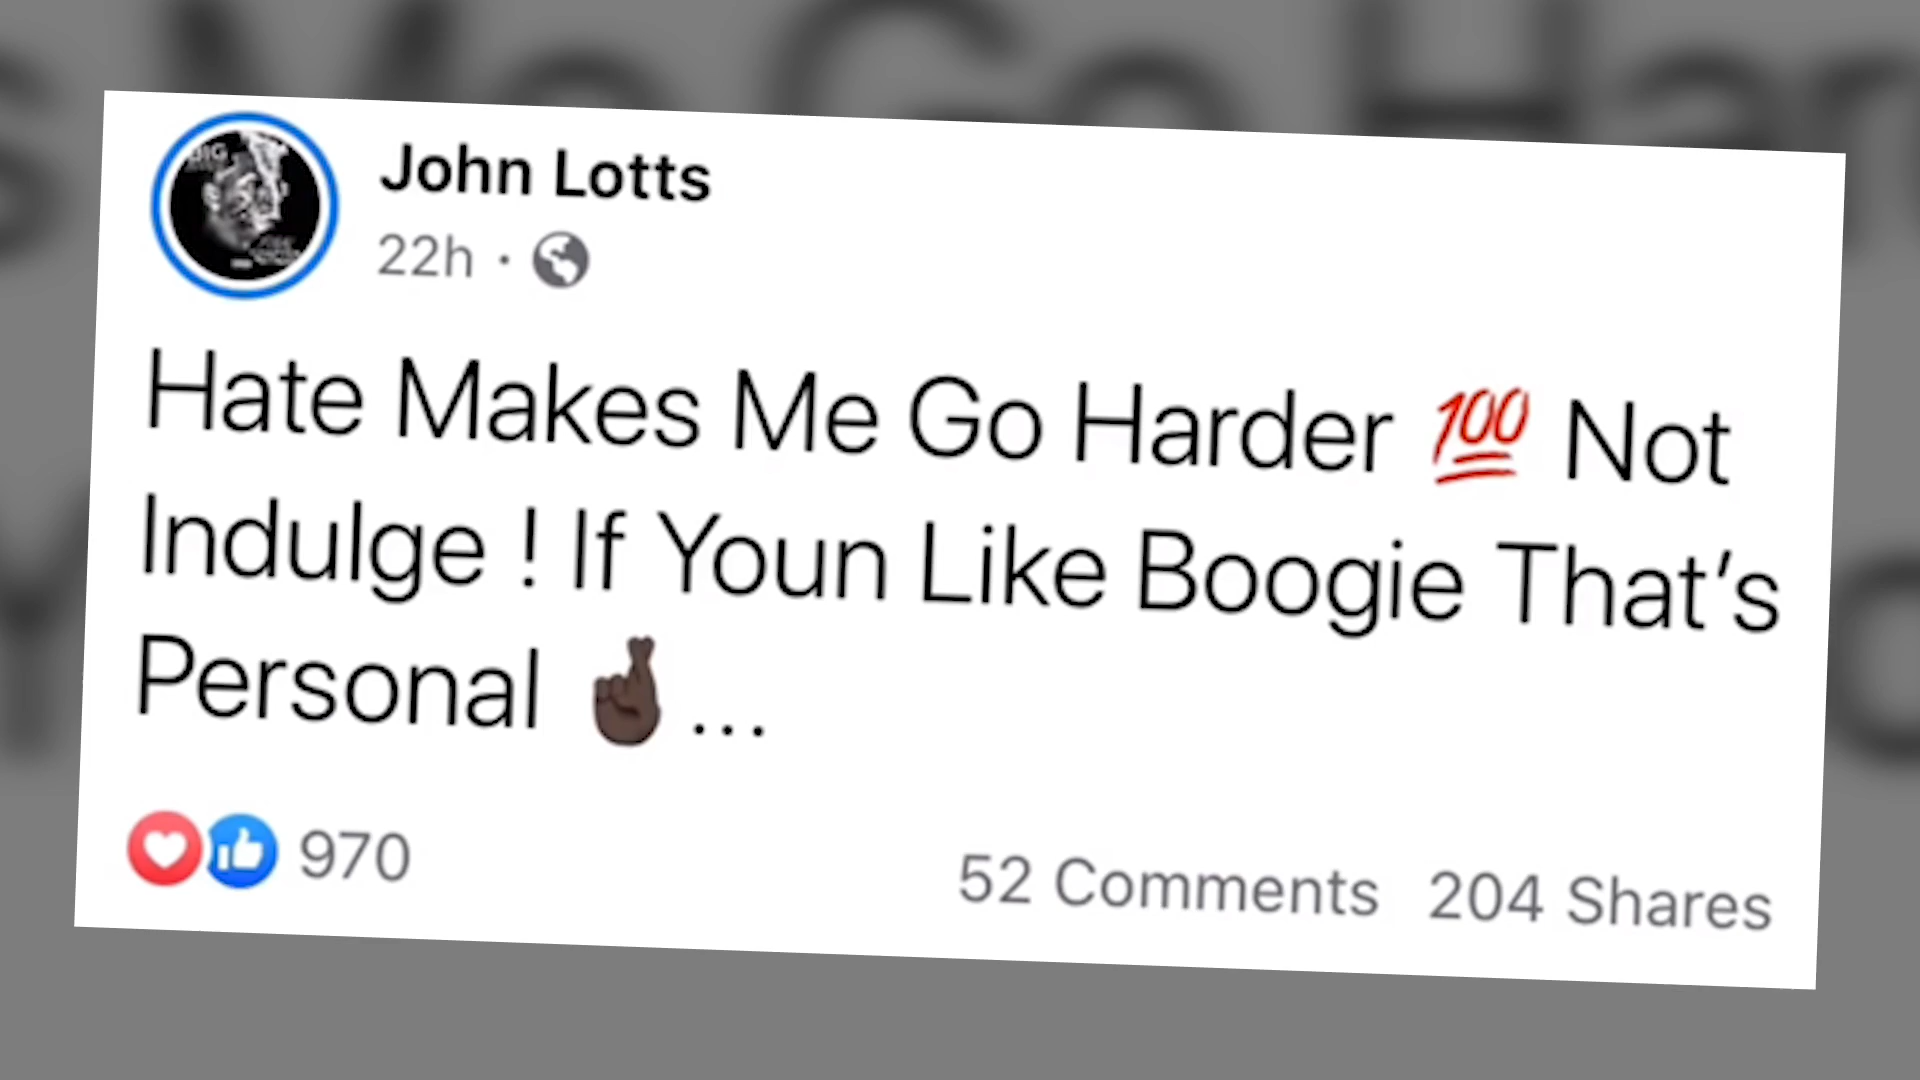 John Lotts
22h ·
Hate Makes Me Go Harder 💯 Not
Indulge ! If Youn Like Boogie That’s
Personal 🤞🏿...
970
52 Comments 204 Shares